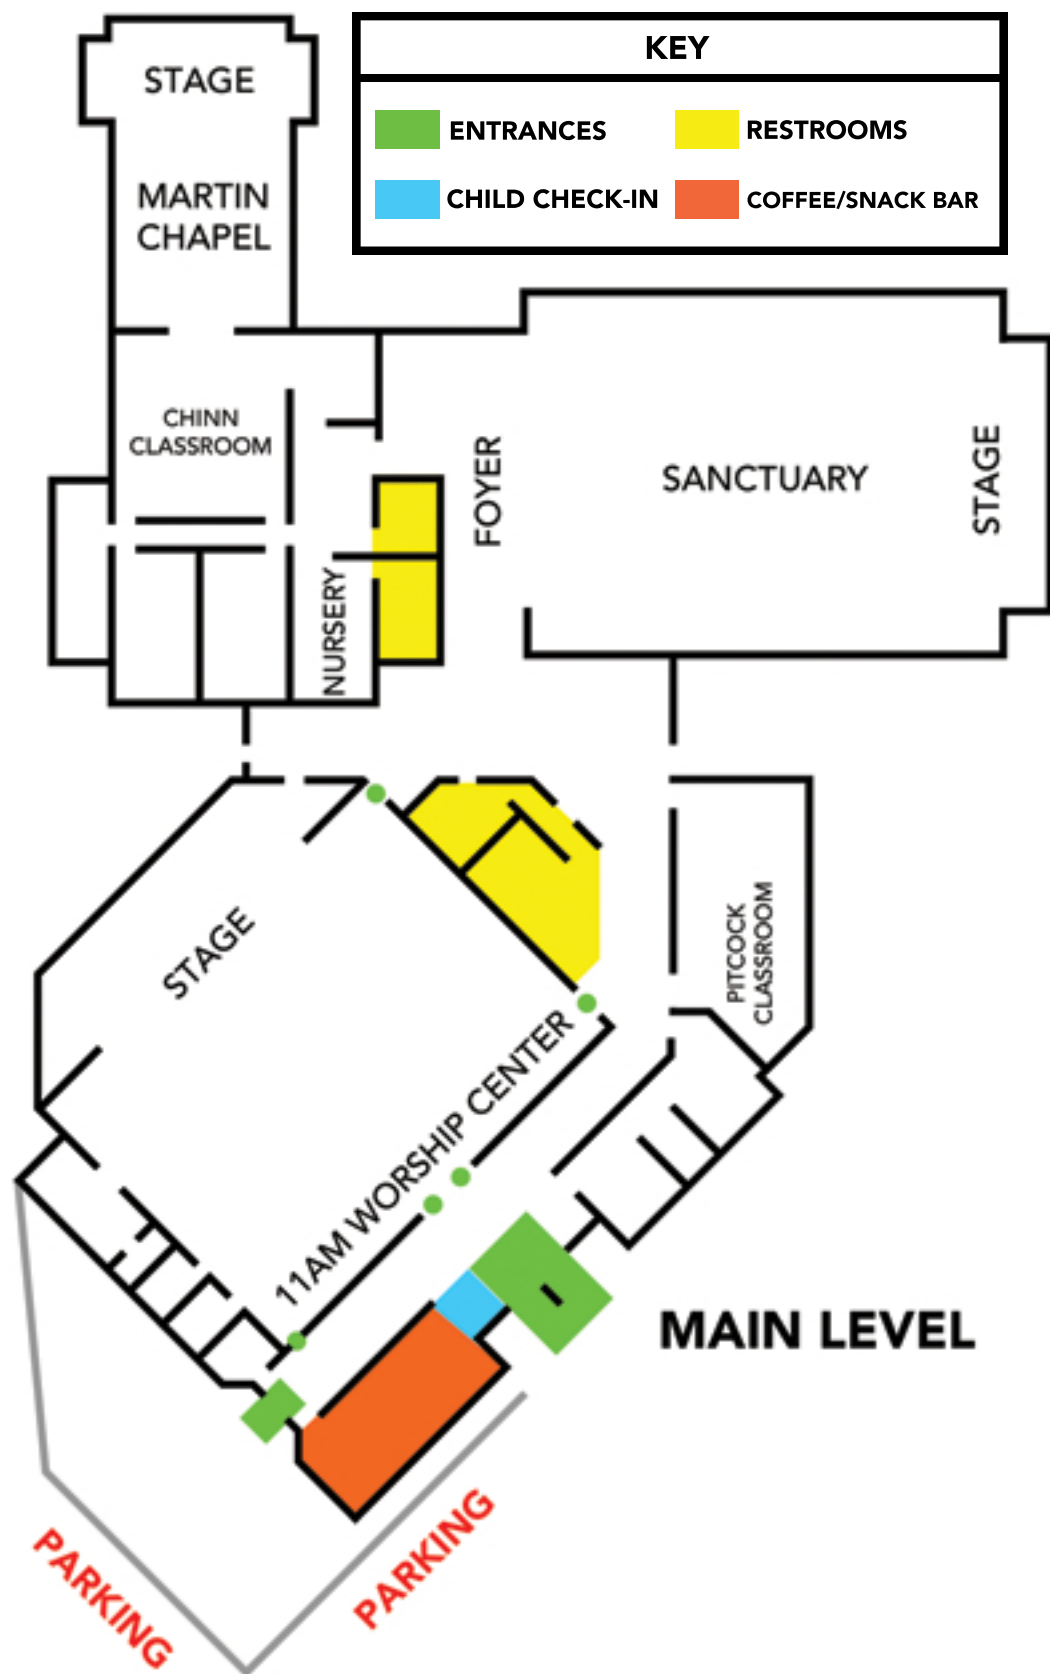 KEY
ENTRANCES
RESTROOMS
CHILD CHECK-IN
COFFEE/SNACK BAR
STAGE
MARTIN
CHAPEL
CHINN
CLASSROOM
FOYER
SANCTUARY
STAGE
NURSERY
STAGE
PITCOCK
CLASSROOM
11AM WORSHIP CENTER
MAIN LEVEL
PARKING
PARKING